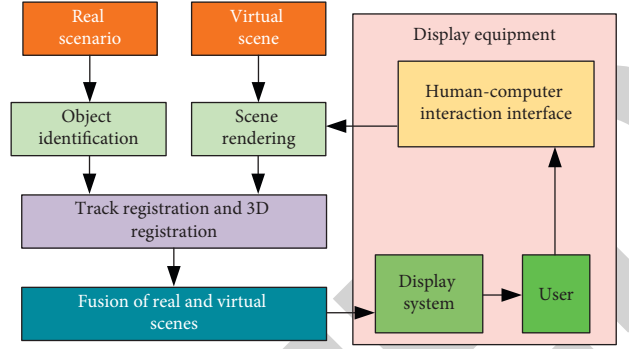 Real
scenario
Virtual
scene
Display equipment
Human-computer
interaction interface
Object
identification
Scene
rendering
Track registration and 3D
registration
Fusion of real and virtual
scenes
Display
system
User